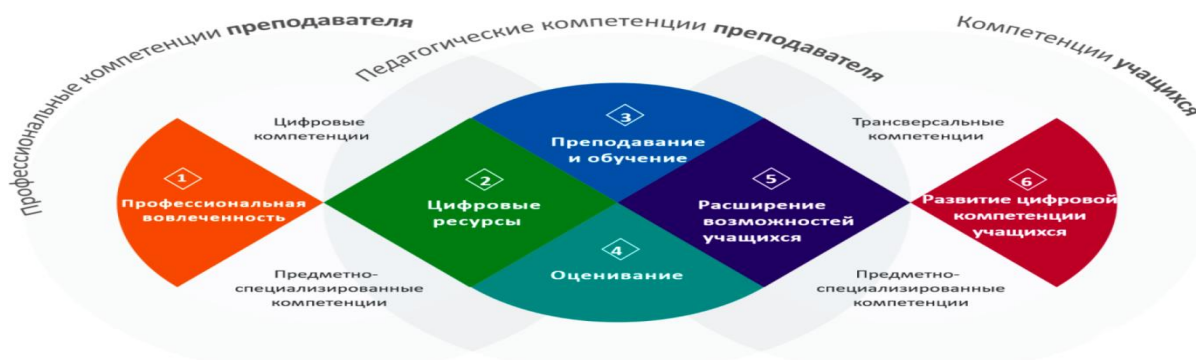 Профессиональные компетенции преподавателя
Педагогические компетенции преподавателя
Компетенции учащихся
Цифровые
компетенции
Предметно-
специализированные
компетенции
1
Профессиональная
вовлеченность
2
Цифровые
ресурсы
3
Преподавание
и обучение
4
Оценивание
5
Расширение
возможностей
учащихся
Трансверсальные
компетенции
Предметно-
специализированные
компетенции
6
Развитие цифровой
компетенции
учащихся